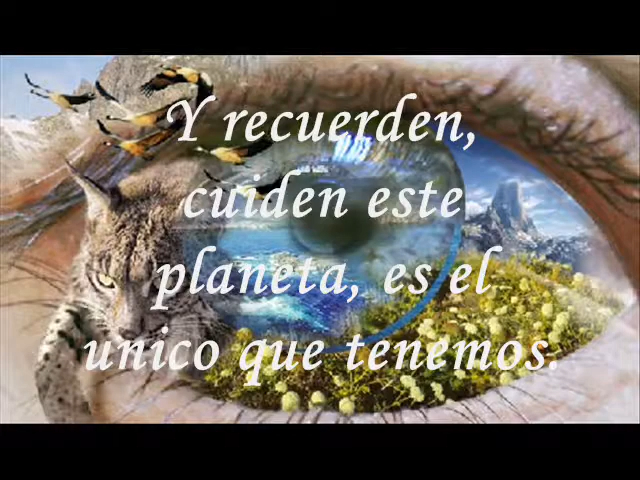 Y recuerden,
cuiden este
planeta, es el
unico que tenemos.